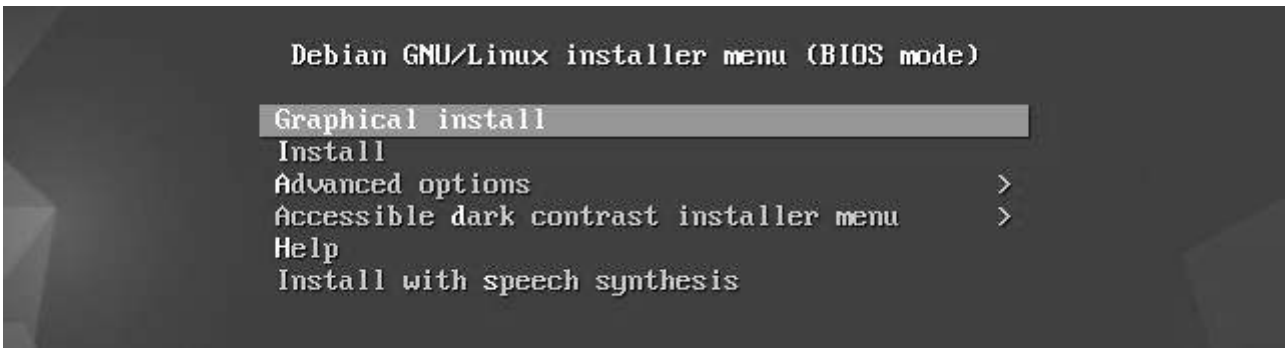 Debian GNU/Linux installer menu (BIOS mode)
Graphical install
Install
Advanced options >
Accessible dark contrast installer menu >
Help
Install with speech synthesis